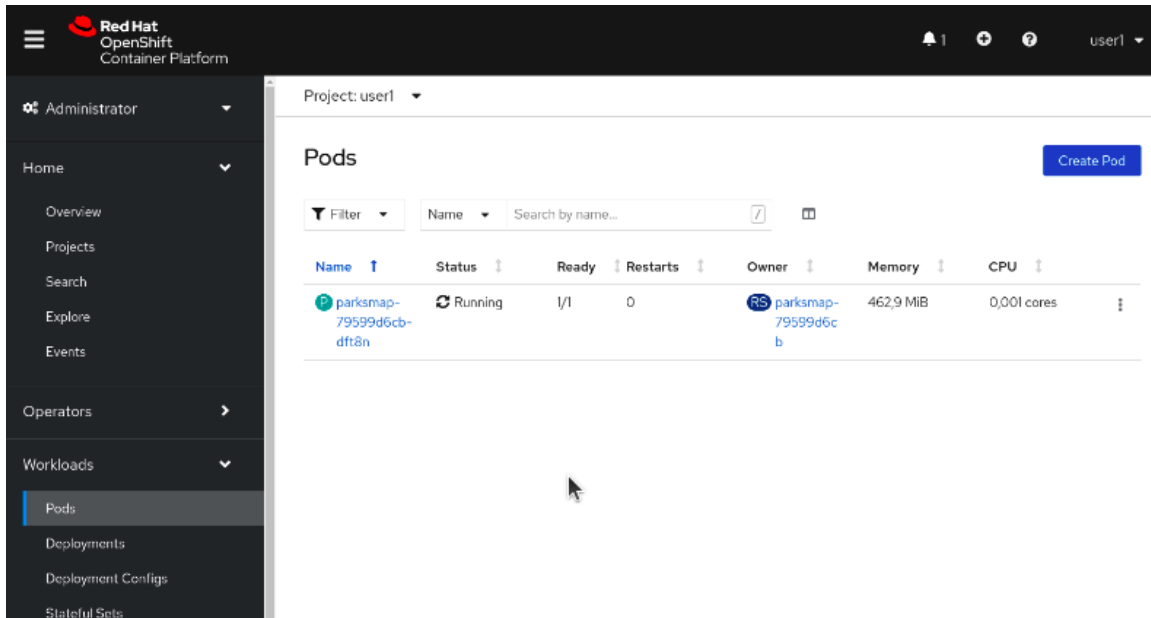 Red Hat
OpenShift
Container Platform
1
user1
Administrator
Project: user1
Home
Overview
Projects
Search
Explore
Events
Operators
Workloads
Pods
Deployments
Deployment Configs
Stateful Sets
Pods
Create Pod
Filter
Name
Search by name...
/
Name Status Ready Restarts Owner Memory CPU
P parksmap-
79599d6cb-
dft8n
Running
1/1
0
RS parksmap-
79599d6c
b
462,9 MiB
0,001 cores